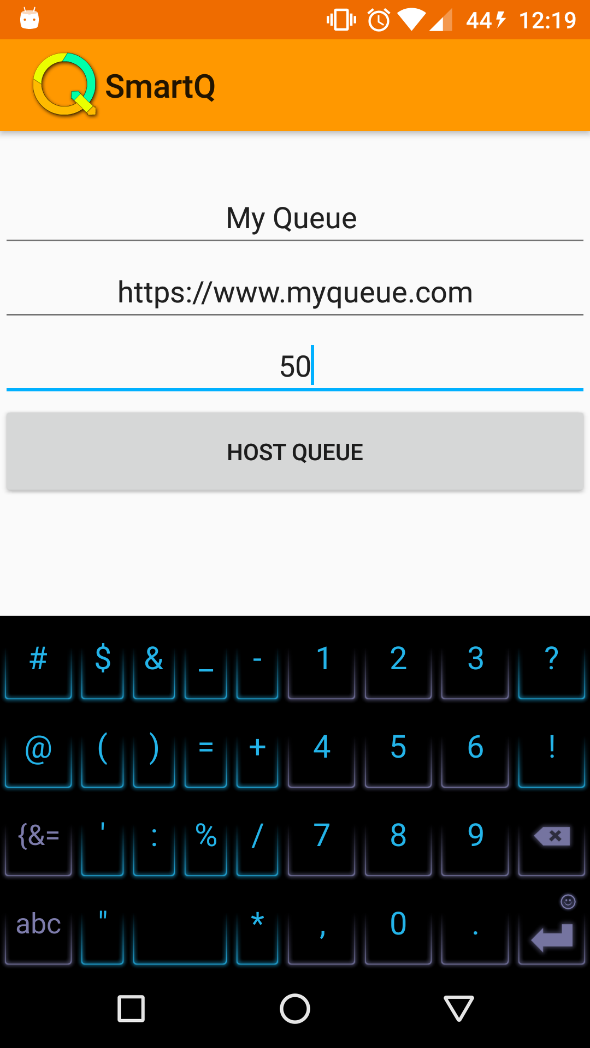 44 12:19
SmartQ
My Queue
https://www.myqueue.com
50
HOST QUEUE
# $ & _ - 1 2 3 ?
@ ( ) = + 4 5 6 !
{&= ' : % / 7 8 9
abc " * , 0 .